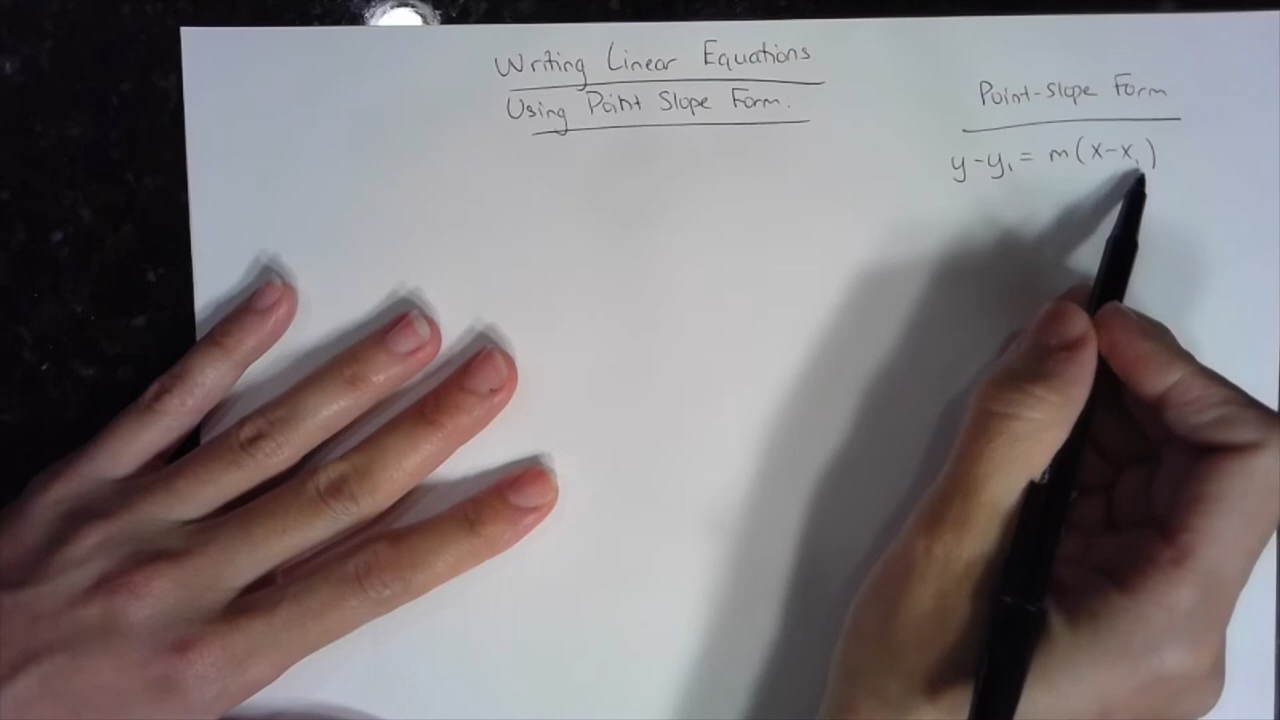 Writing Linear Equations
Using Point Slope Form.
Point-Slope Form
y-y₁ = m(x-x₁)